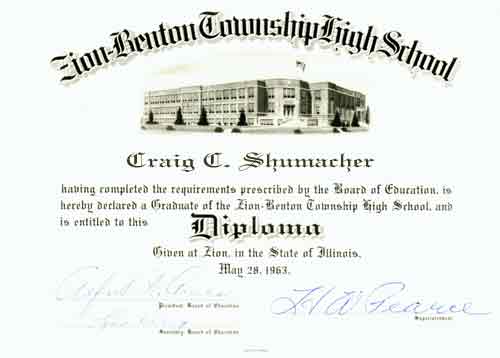 Zion-Benton Township High School
Craig C. Shumacher
having completed the requirements prescribed by the Board of Education, is
hereby declared a Graduate of the Zion-Benton Township High School, and
is entitled to this Diploma
Given at Zion, in the State of Illinois,
May 28, 1963.
President Board of Education
H W Pearce
Superintendent
Secretary Board of Education